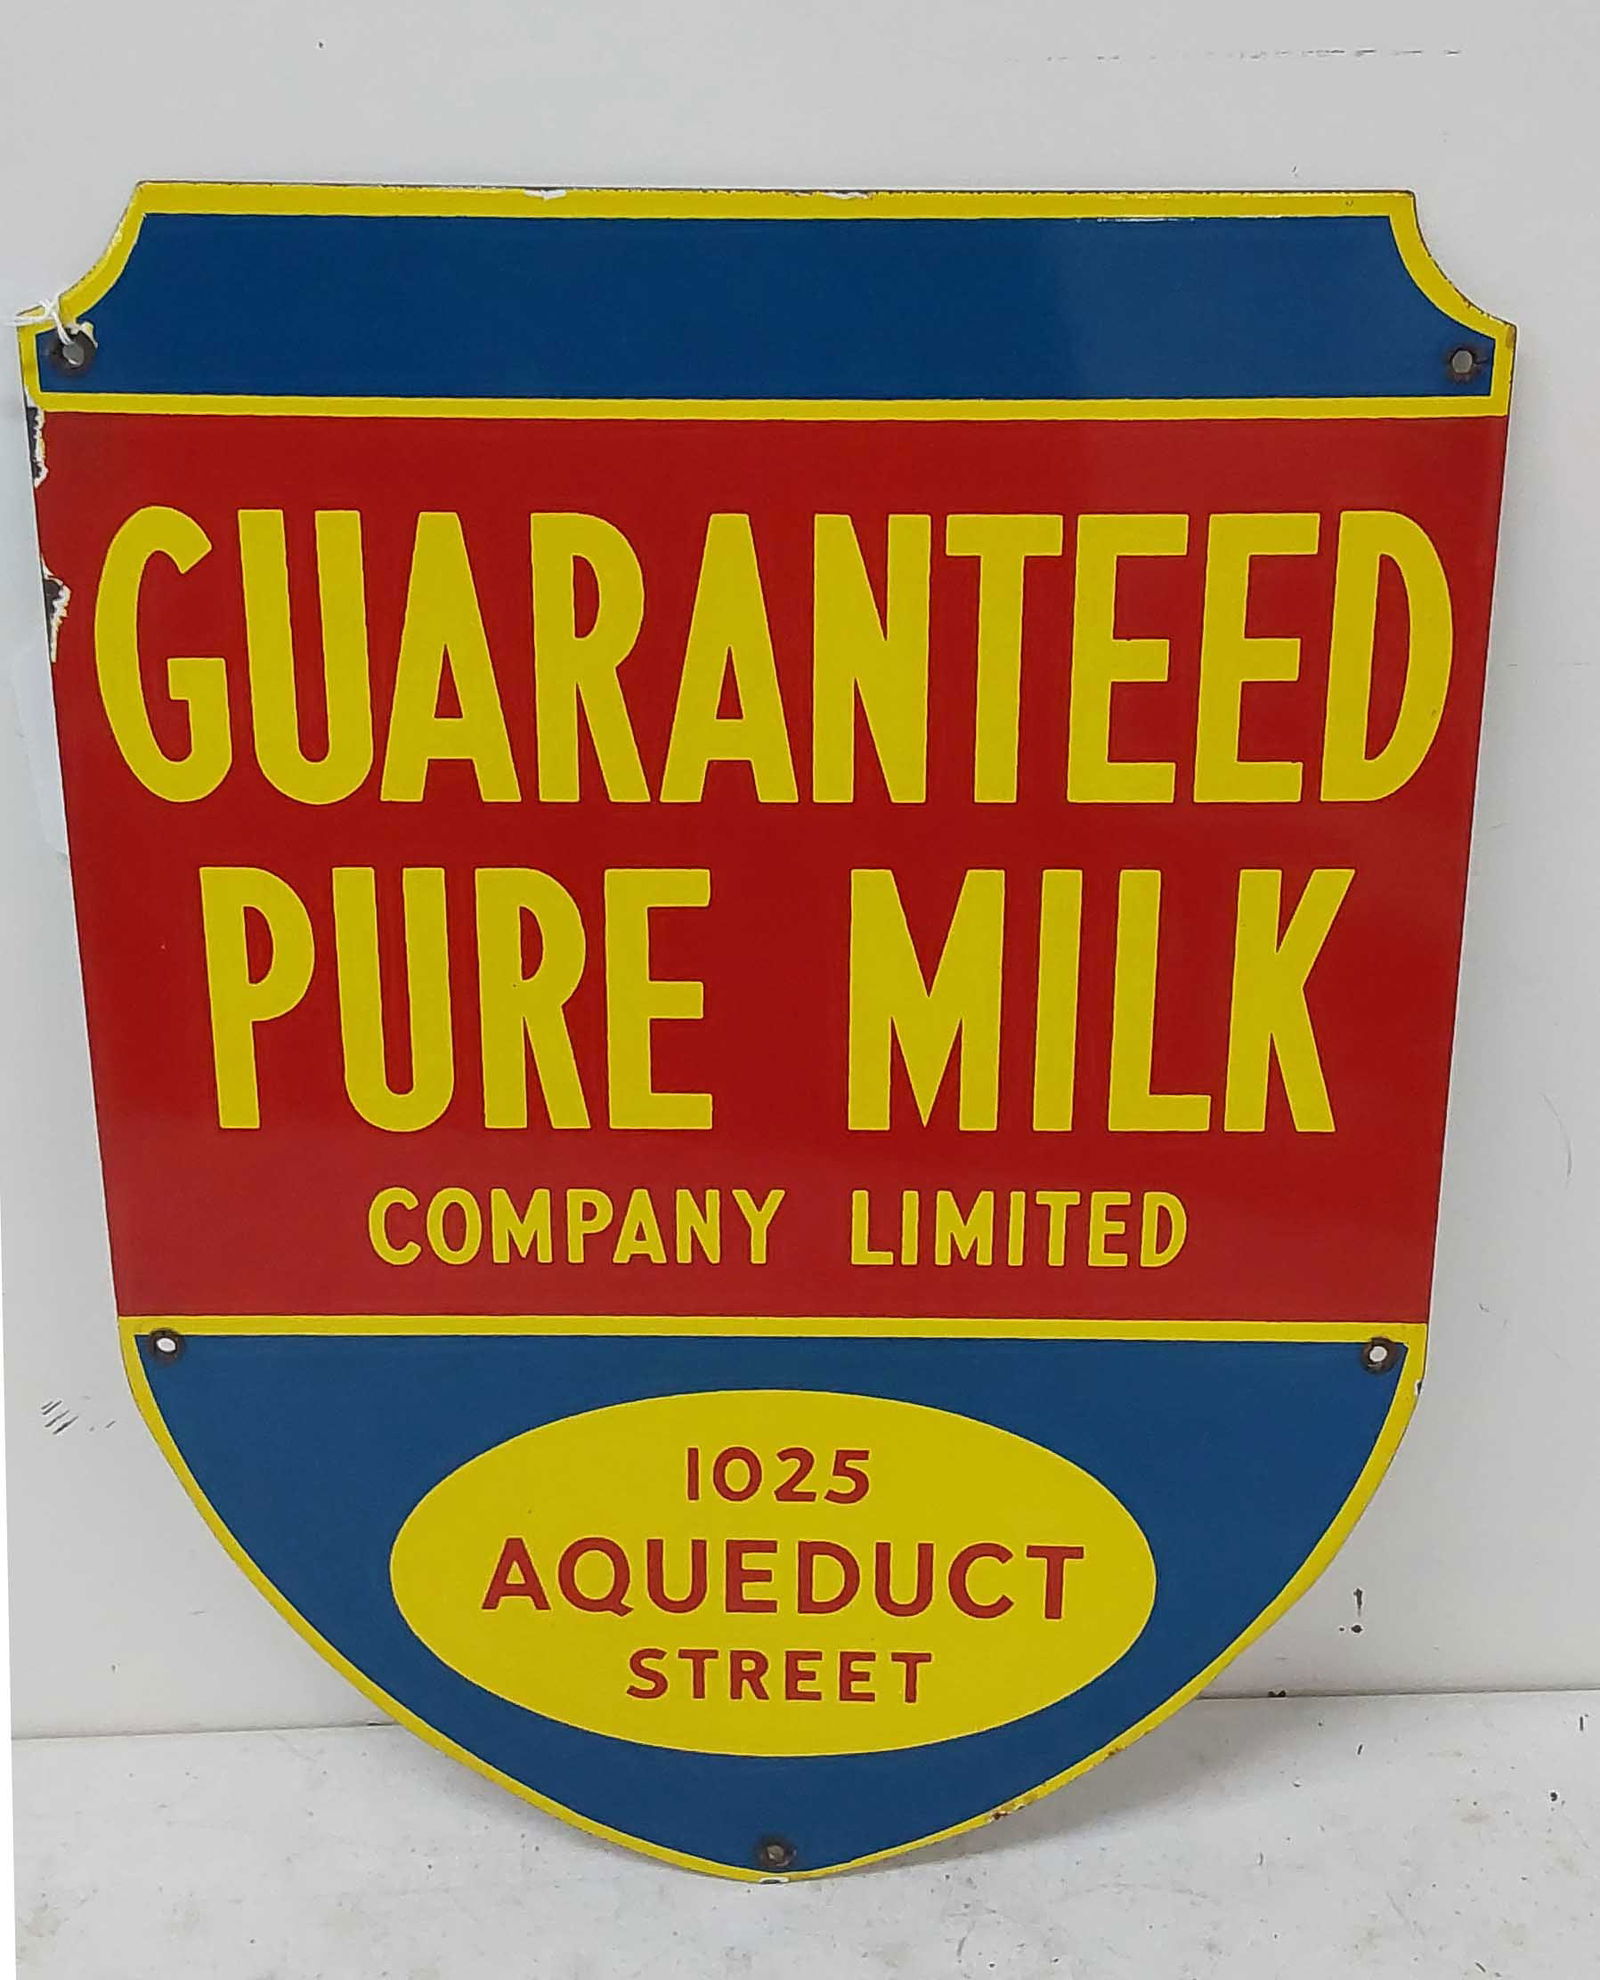 GUARANTEED
PURE MILK
COMPANY LIMITED
1025
AQUEDUCT
STREET